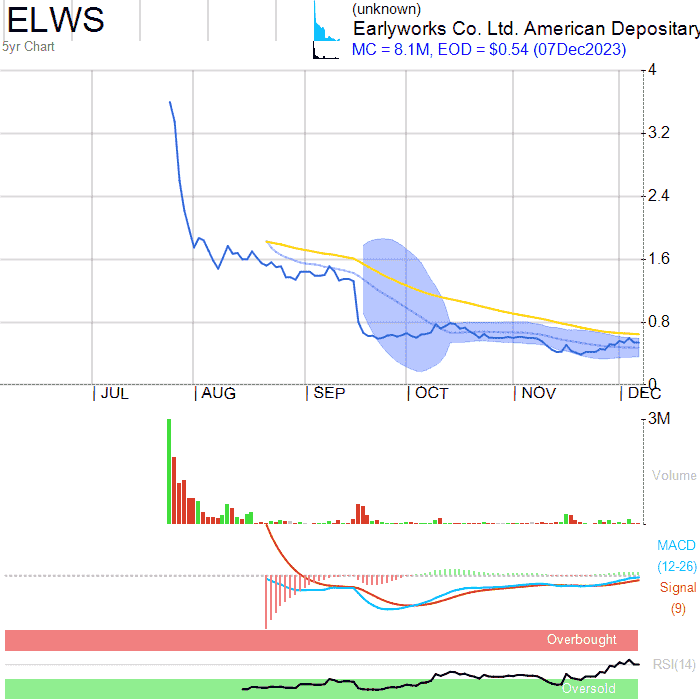 ELWS
5yr Chart
(unknown)
Earlyworks Co. Ltd. American Depositary
MC = 8.1M, EOD = $0.54 (07Dec2023)
4
3.2
2.4
1.6
0.8
0
JUL AUG SEP OCT NOV DEC
3M
Volume
MACD
(12-26)
Signal
(9)
Overbought
RSI(14)
Oversold